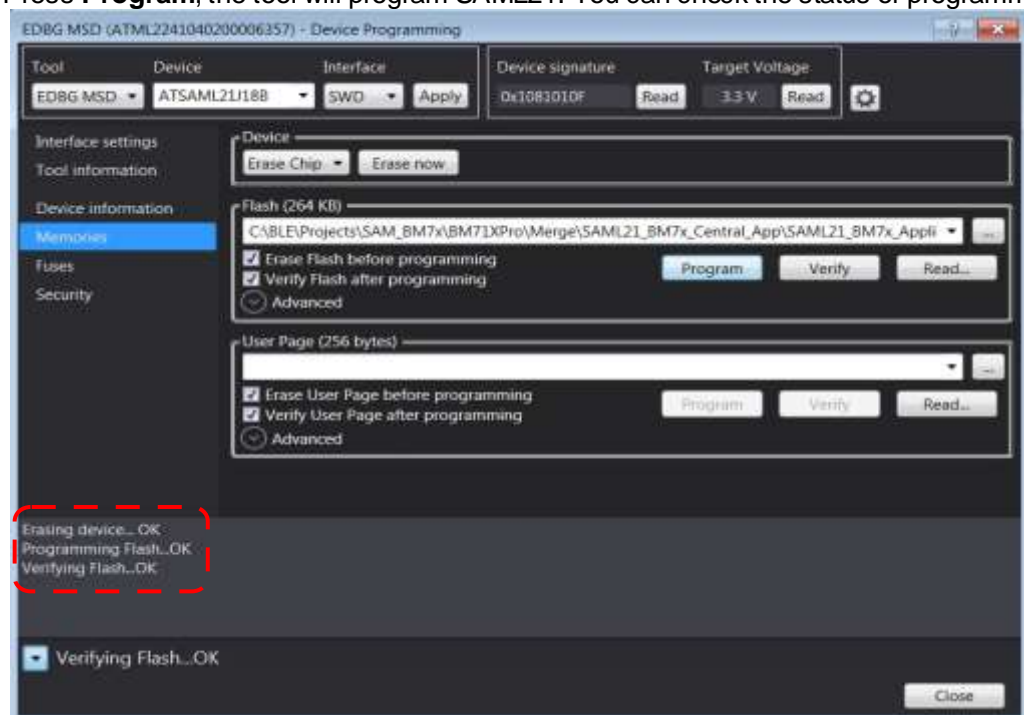 Press Program, the tool will program SAML21. You can check the status of programm
EDBG MSD (ATML2241040200006357) - Device Programming
Tool Device Interface Device signature Target Voltage
EDBG MSD ATSAML21J18B SWD Apply 0x1083010F Read 3.3 V Read
Interface settings
Tool information
Device information
Memories
Fuses
Security
Device
Erase Chip Erase now
Flash (264 KB)
C:\BLE\Projects\SAM_BM7x\BM71XPro\Merge\SAML21_BM7x_Central_App\SAML21_BM7x_Appli ...
Erase Flash before programming
Verify Flash after programming
Program Verify Read...
Advanced
User Page (256 bytes)
...
Erase User Page before programming
Verify User Page after programming
Program Verify Read...
Advanced
Erasing device... OK
Programming Flash...OK
Verifying Flash...OK
Verifying Flash...OK
Close